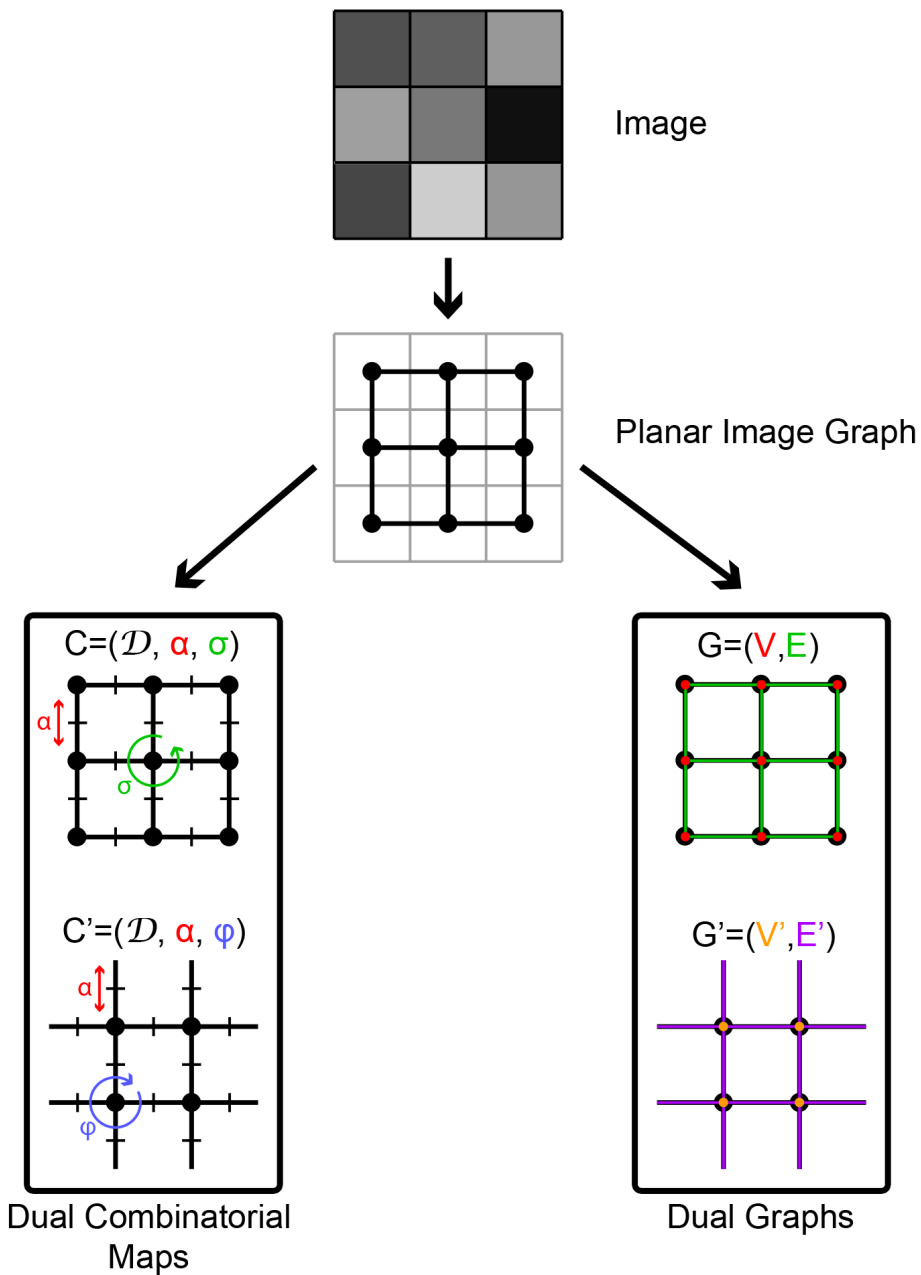 Image
Planar Image Graph
C=(𝒟, α, σ)
α
σ
C'=(𝒟, α, φ)
α
φ
Dual Combinatorial
Maps
G=(V,E)
G'=(V',E')
Dual Graphs